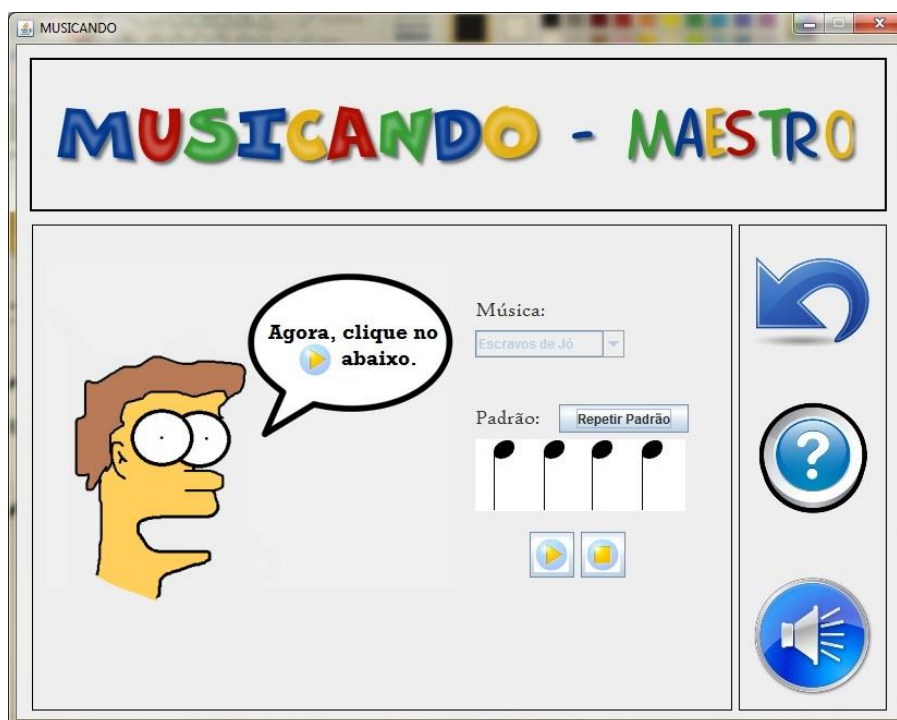 MUSICANDO
MUSICANDO - MAESTRO
Agora, clique no
abaixo.
Música:
Escravos de Jó
Padrão:
Repetir Padrão
?